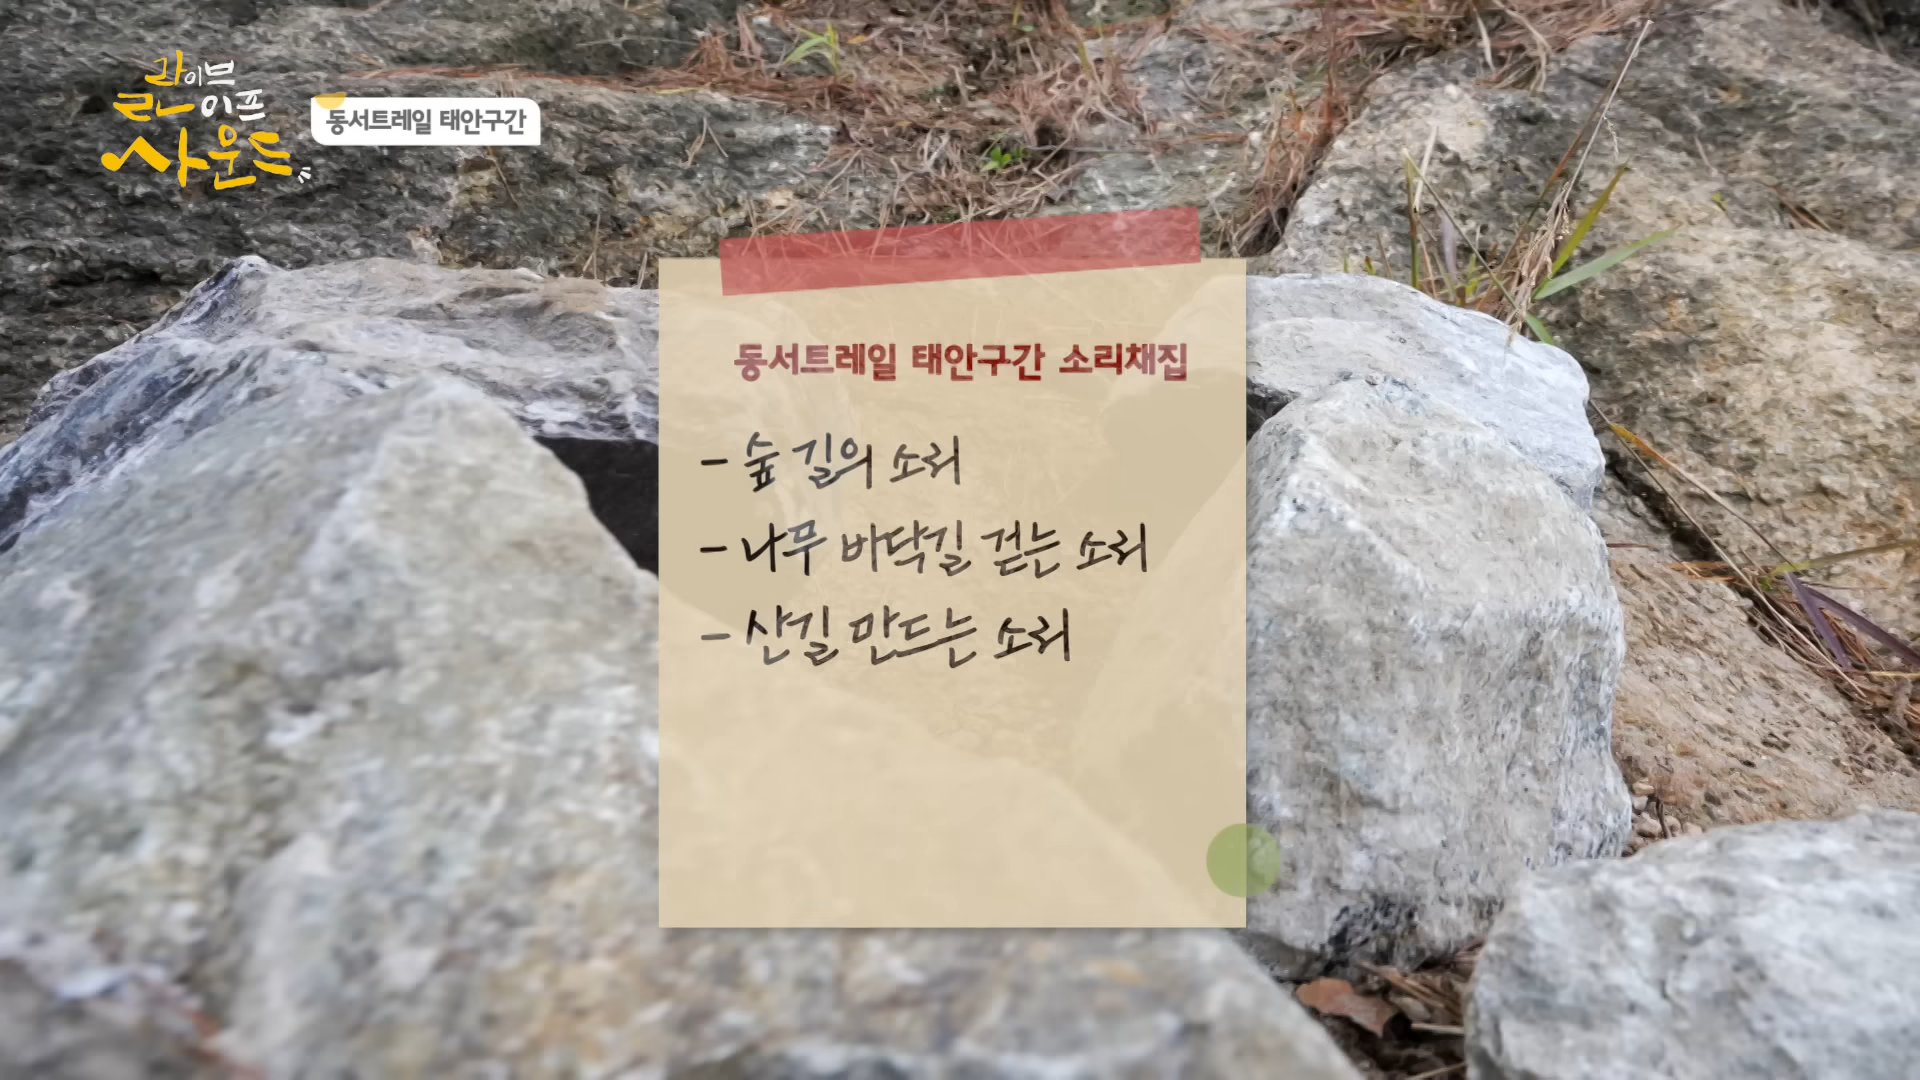 라이브
라이프
사운드
동서트레일 태안구간
동서트레일 태안구간 소리채집
- 숲 길의 소리
- 나무 바닥길 걷는 소리
- 산길 만드는 소리